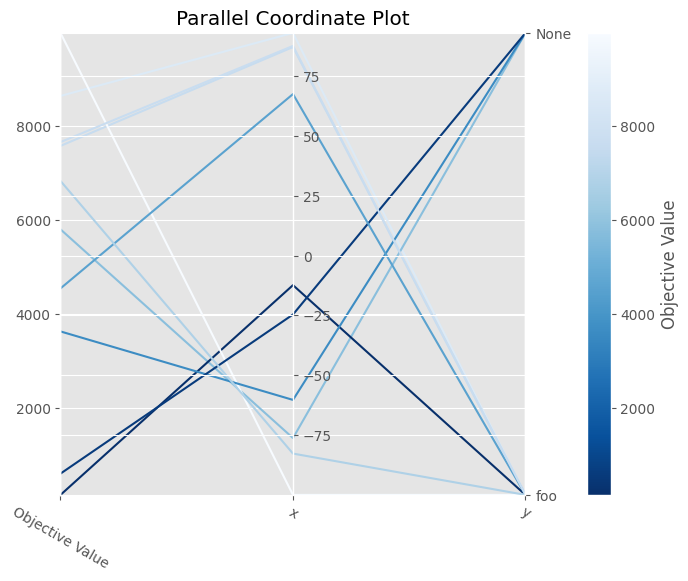 Parallel Coordinate Plot
None
75
8000
8000
50
25
6000
6000
0
Objective Value
4000
−25
4000
−50
2000
2000
−75
foo
Objective Value
x
y